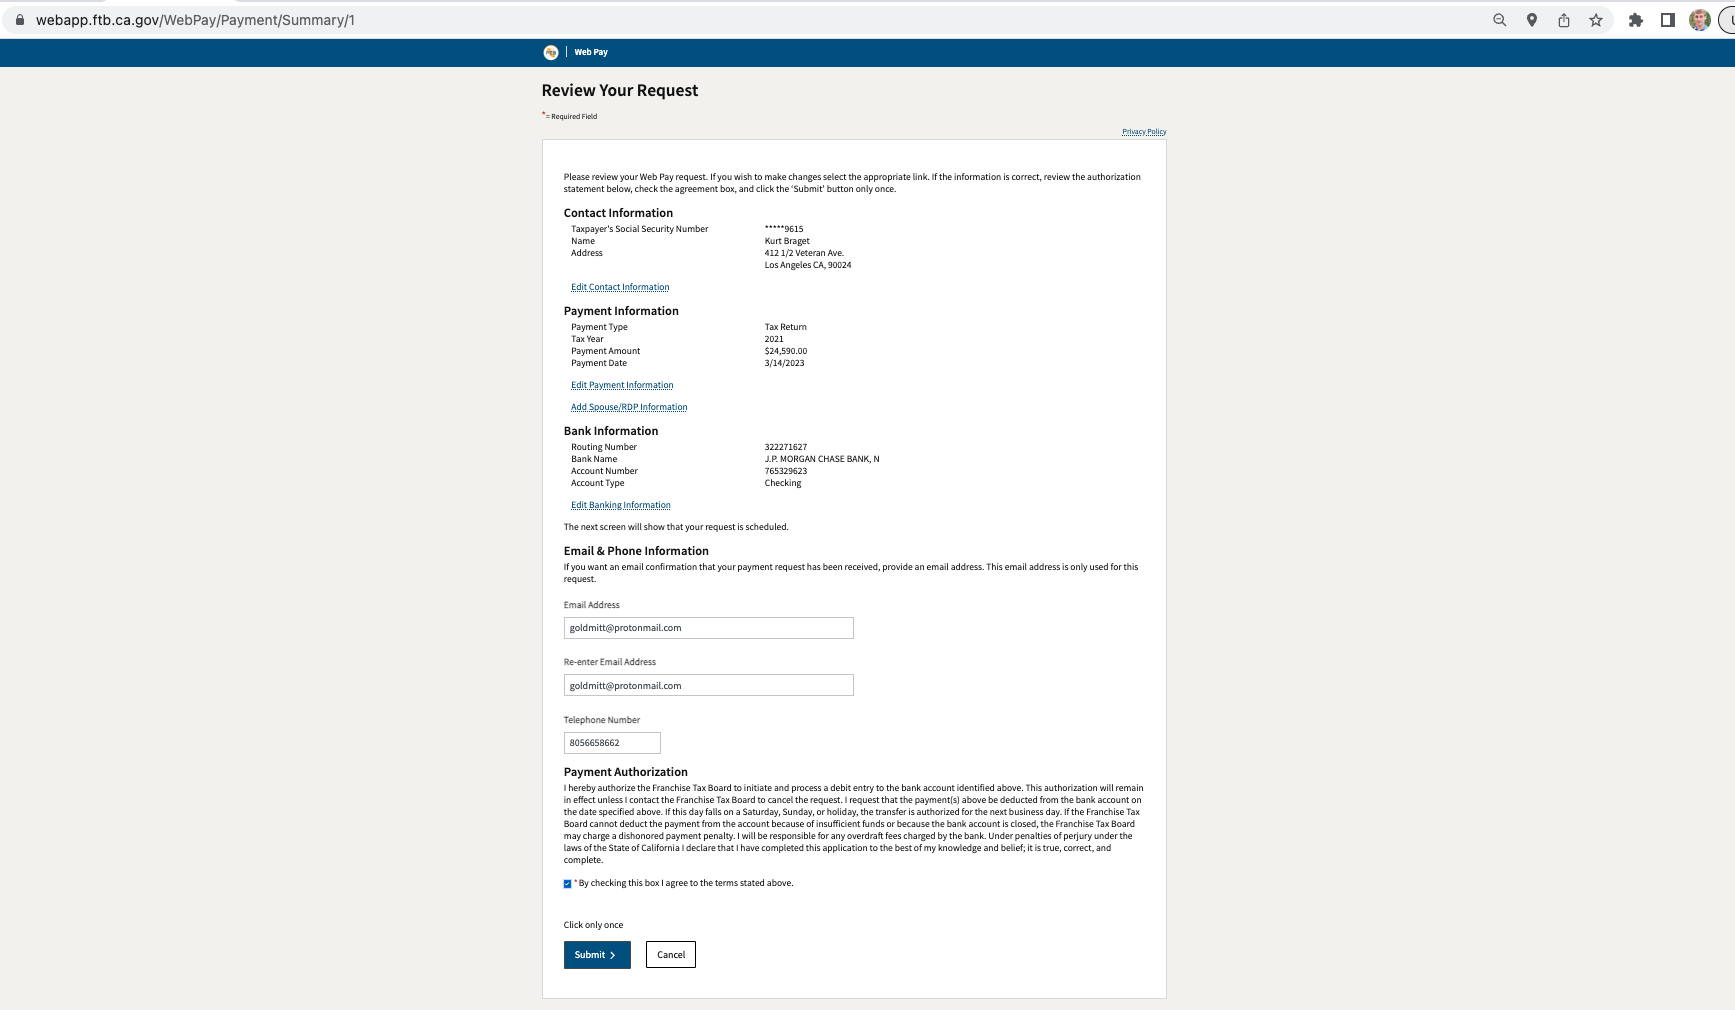 webapp.ftb.ca.gov/WebPay/Payment/Summary/1
Web Pay
Review Your Request
*= Required Field
Privacy Policy
Please review your Web Pay request. If you wish to make changes select the appropriate link. If the information is correct, review the authorization
statement below, check the agreement box, and click the 'Submit' button only once.
Contact Information
Taxpayer's Social Security Number *****9615
Name Kurt Braget
Address 412 1/2 Veteran Ave.
Los Angeles CA, 90024
Edit Contact Information
Payment Information
Payment Type Tax Return
Tax Year 2021
Payment Amount $24,590.00
Payment Date 3/14/2023
Edit Payment Information
Add Spouse/RDP Information
Bank Information
Routing Number 322271627
Bank Name J.P. MORGAN CHASE BANK, N
Account Number 765329623
Account Type Checking
Edit Banking Information
The next screen will show that your request is scheduled.
Email & Phone Information
If you want an email confirmation that your payment request has been received, provide an email address. This email address is only used for this
request.
Email Address
goldmitt@protonmail.com
Re-enter Email Address
goldmitt@protonmail.com
Telephone Number
8056658662
Payment Authorization
I hereby authorize the Franchise Tax Board to initiate and process a debit entry to the bank account identified above. This authorization will remain
in effect unless I contact the Franchise Tax Board to cancel the request. I request that the payment(s) above be deducted from the bank account on
the date specified above. If this day falls on a Saturday, Sunday, or holiday, the transfer is authorized for the next business day. If the Franchise Tax
Board cannot deduct the payment from the account because of insufficient funds or because the bank account is closed, the Franchise Tax Board
may charge a dishonored payment penalty. I will be responsible for any overdraft fees charged by the bank. Under penalties of perjury under the
laws of the State of California I declare that I have completed this application to the best of my knowledge and belief; it is true, correct, and
complete.
* By checking this box I agree to the terms stated above.
Click only once
Submit >
Cancel